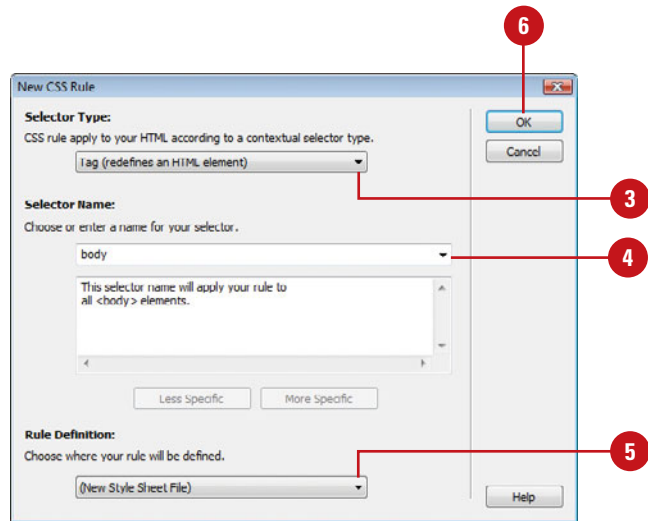 6
New CSS Rule
Selector Type:
OK
CSS rule apply to your HTML according to a contextual selector type.
Cancel
Tag (redefines an HTML element)
3
Selector Name:
Choose or enter a name for your selector.
body
4
This selector name will apply your rule to
all <body> elements.
Less Specific
More Specific
Rule Definition:
Choose where your rule will be defined.
5
(New Style Sheet File)
Help